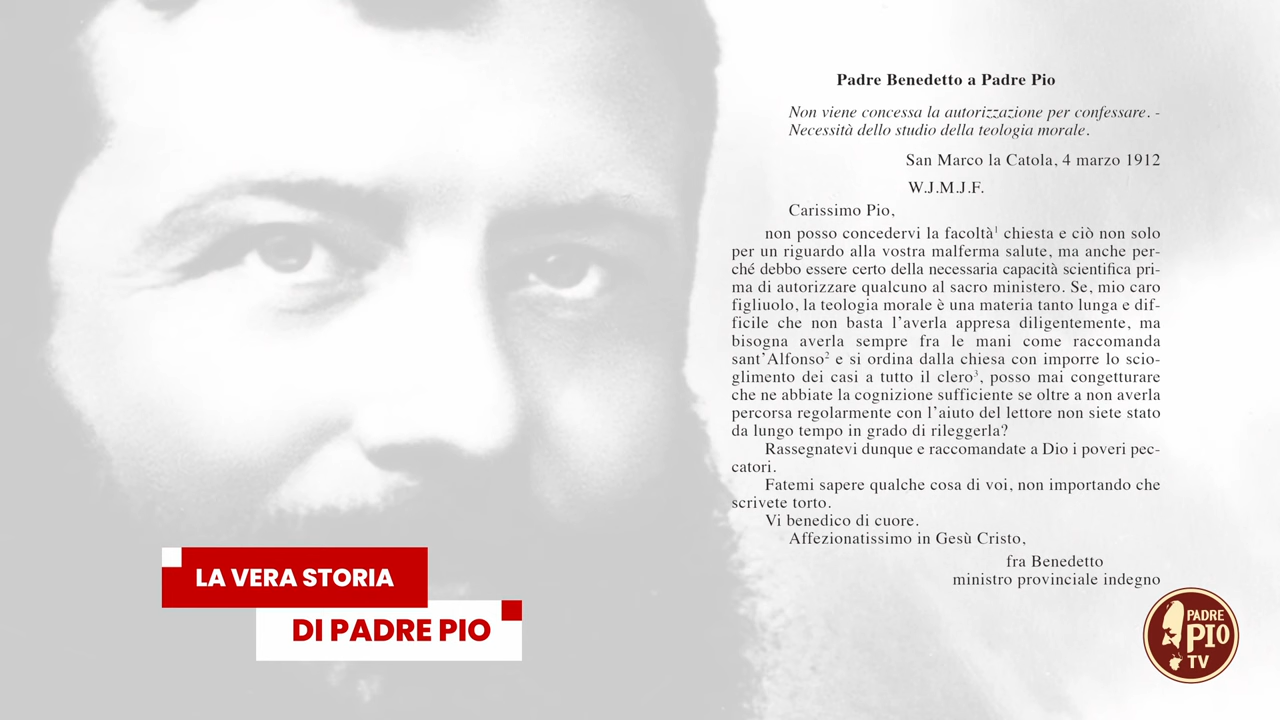 Padre Benedetto a Padre Pio
Non viene concessa la autorizzazione per confessare. -
Necessità dello studio della teologia morale.
San Marco la Catola, 4 marzo 1912
W.J.M.J.F.
Carissimo Pio,
non posso concedervi la facoltà¹ chiesta e ciò non solo
per un riguardo alla vostra malferma salute, ma anche per-
ché debbo essere certo della necessaria capacità scientifica pri-
ma di autorizzare qualcuno al sacro ministero. Se, mio caro
figliuolo, la teologia morale è una materia tanto lunga e dif-
ficile che non basta l'averla appresa diligentemente, ma
bisogna averla sempre fra le mani come raccomanda
sant'Alfonso² e si ordina dalla chiesa con imporre lo scio-
glimento dei casi a tutto il clero³, posso mai congetturare
che ne abbiate la cognizione sufficiente se oltre a non averla
percorsa regolarmente con l'aiuto del lettore non siete stato
da lungo tempo in grado di rileggerla?
Rassegnatevi dunque e raccomandate a Dio i poveri pec-
catori.
Fatemi sapere qualche cosa di voi, non importando che
scrivete torto.
Vi benedico di cuore.
Affezionatissimo in Gesù Cristo,
fra Benedetto
ministro provinciale indegno
LA VERA STORIA
DI PADRE PIO
PADRE
PIO
TV